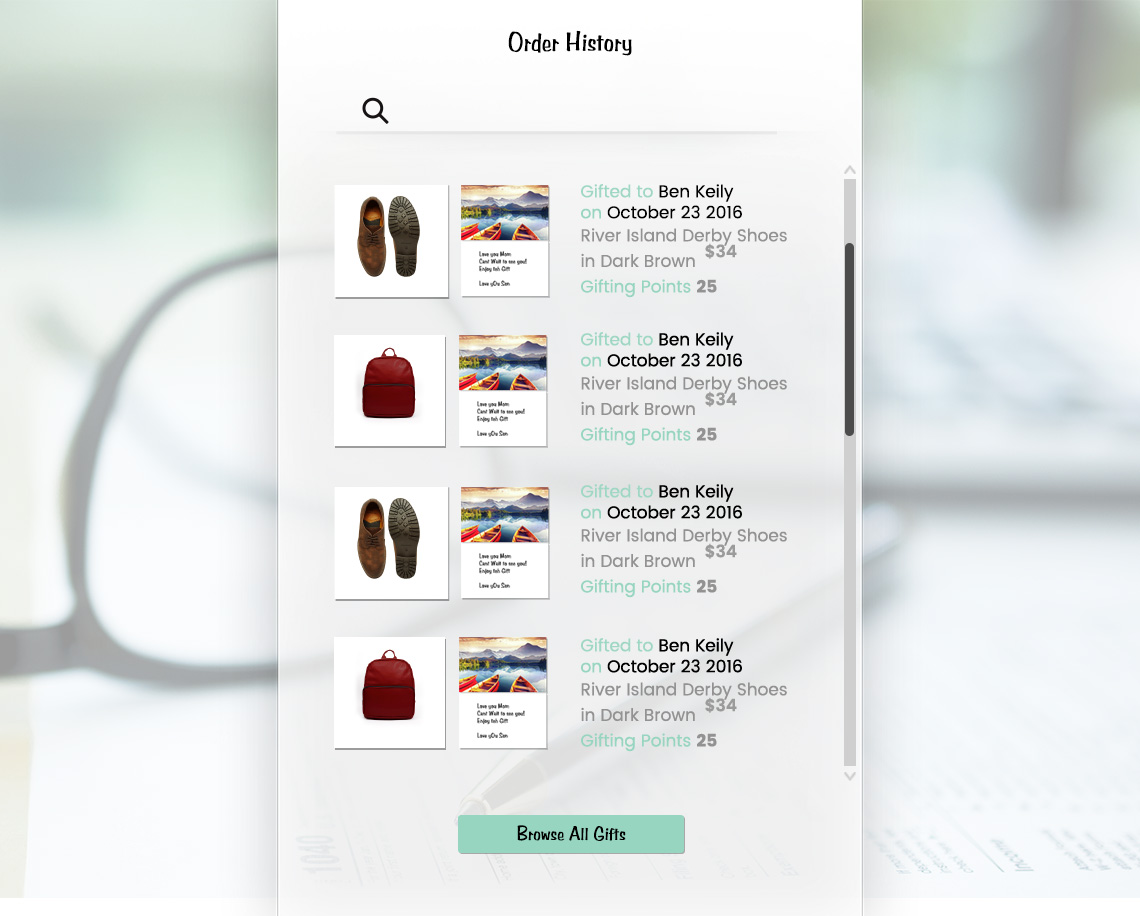 Order History
Gifted to Ben Keily
on October 23 2016
River Island Derby Shoes
in Dark Brown $34
Gifting Points 25
Love you Mom
Cant Wait to see you!
Enjoy teh Gift
Love yOu Son
Gifted to Ben Keily
on October 23 2016
River Island Derby Shoes
in Dark Brown $34
Gifting Points 25
Love you Mom
Cant Wait to see you!
Enjoy teh Gift
Love yOu Son
Gifted to Ben Keily
on October 23 2016
River Island Derby Shoes
in Dark Brown $34
Gifting Points 25
Love you Mom
Cant Wait to see you!
Enjoy teh Gift
Love yOu Son
Gifted to Ben Keily
on October 23 2016
River Island Derby Shoes
in Dark Brown $34
Gifting Points 25
Love you Mom
Cant Wait to see you!
Enjoy teh Gift
Love yOu Son
Browse All Gifts
1040
Income